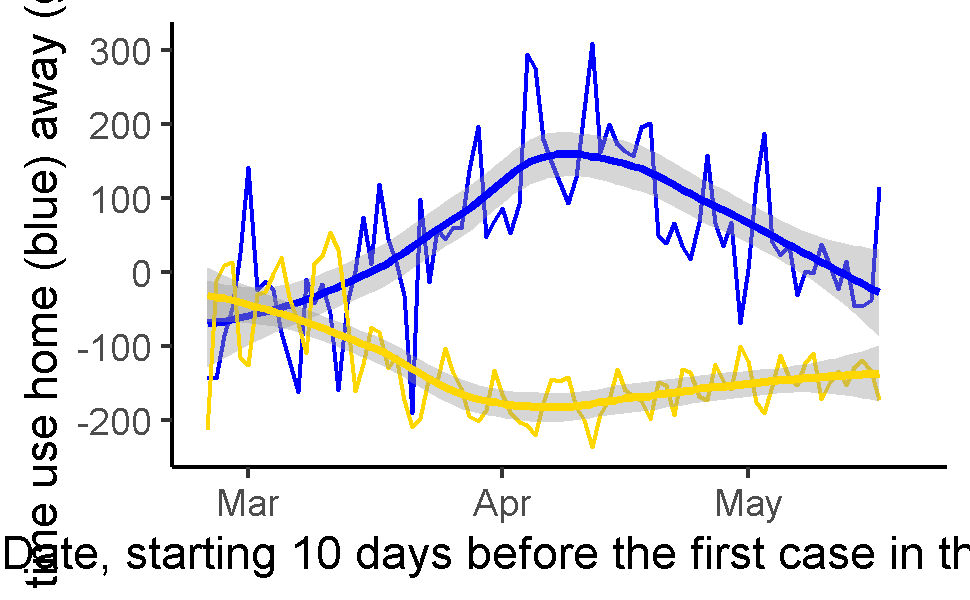 time use home (blue) away (
300
200
100
0
-100
-200
Mar Apr May
Date, starting 10 days before the first case in th